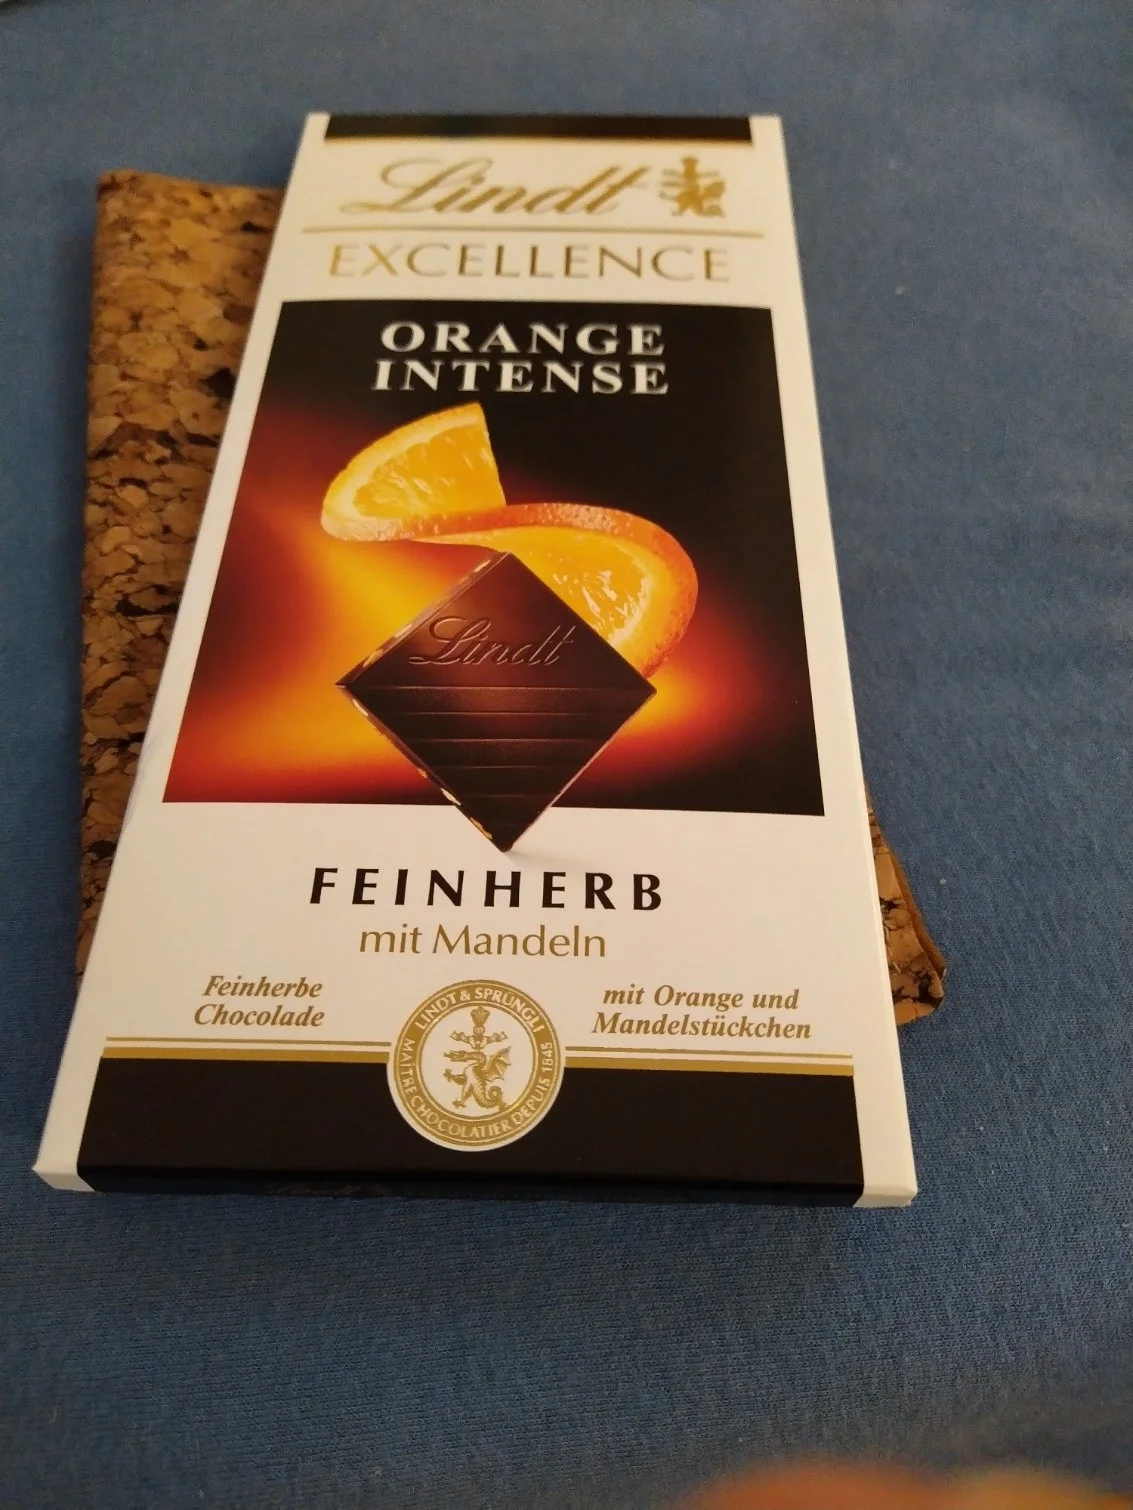 Lindt
EXCELLENCE
ORANGE
INTENSE
Lindt
FEINHERB
mit Mandeln
Feinherbe
Chocolade
mit Orange und
Mandelstückchen
LINDT & SPRÜNGLI
MAÎTRE CHOCOLATIER DEPUIS 1845